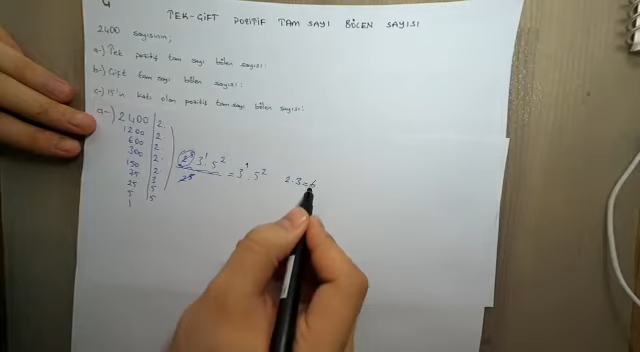 TEK-ÇİFT POZİTİF TAM SAYI BÖLEN SAYISI
2400 sayısının;
a-) Tek pozitif tam sayı bölen sayısı:
b-) Çift tam sayı bölen sayısı:
c-) 15'in katı olan pozitif tam sayı bölen sayısı:
a-) 2400 | 2
1200 | 2
600 | 2
300 | 2
150 | 2
75 | 3
25 | 5
5 | 5
1
2⁵ 3¹. 5² / 2⁵ = 3¹. 5²
2.3=6